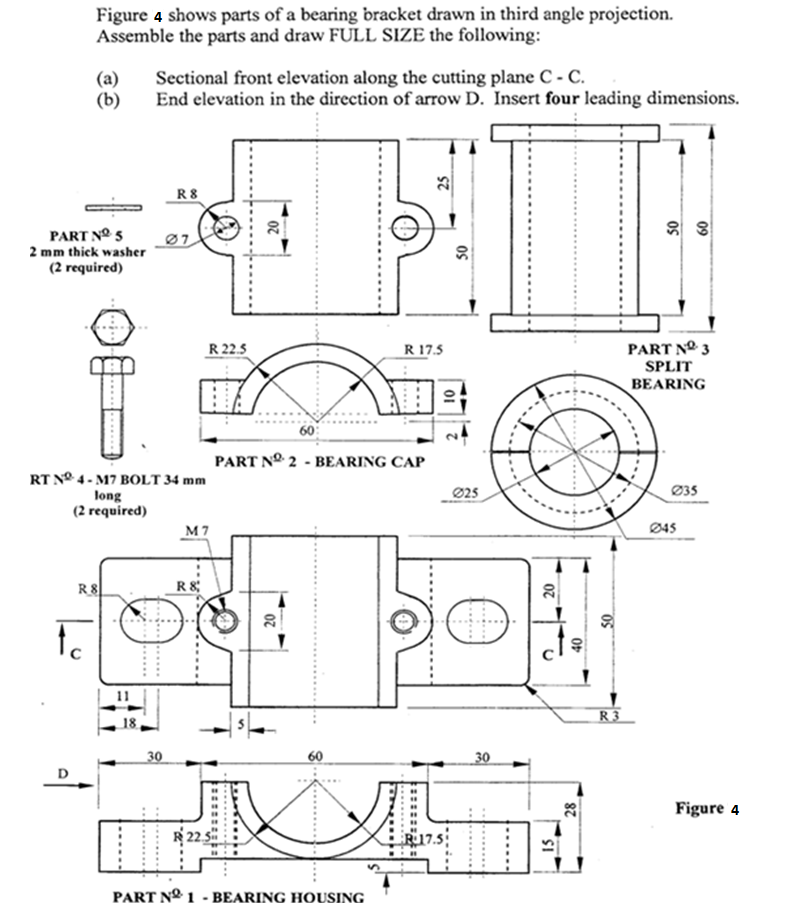 Figure 4 shows parts of a bearing bracket drawn in third angle projection.
Assemble the parts and draw FULL SIZE the following:
(a) Sectional front elevation along the cutting plane C - C.
(b) End elevation in the direction of arrow D. Insert four leading dimensions.
R 8
Ø7
20
25
50
50
60
PART Nº 5
2 mm thick washer
(2 required)
R 22.5
R 17.5
10
60
2
PART Nº 2 - BEARING CAP
PART Nº 3
SPLIT
BEARING
RT Nº 4 - M7 BOLT 34 mm
long
(2 required)
Ø25
Ø35
Ø45
M 7
R 8
R 8
20
20
40
50
C
C
11
18
5
R 3
30
60
30
D
R 22.5
R 17.5
5
15
28
Figure 4
PART Nº 1 - BEARING HOUSING